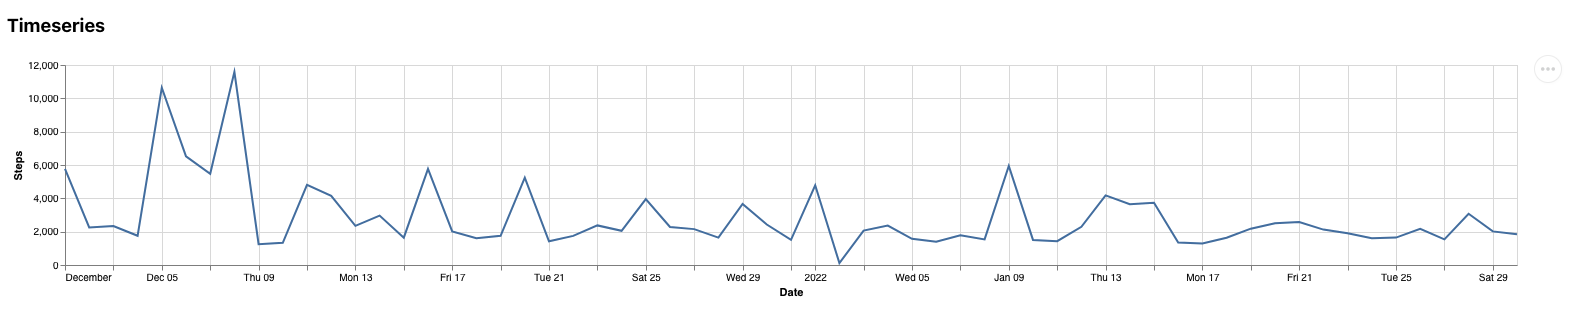 Timeseries
12,000
10,000
8,000
6,000
4,000
2,000
0
Steps
December Dec 05 Thu 09 Mon 13 Fri 17 Tue 21 Sat 25 Wed 29 2022 Wed 05 Jan 09 Thu 13 Mon 17 Fri 21 Tue 25 Sat 29
Date